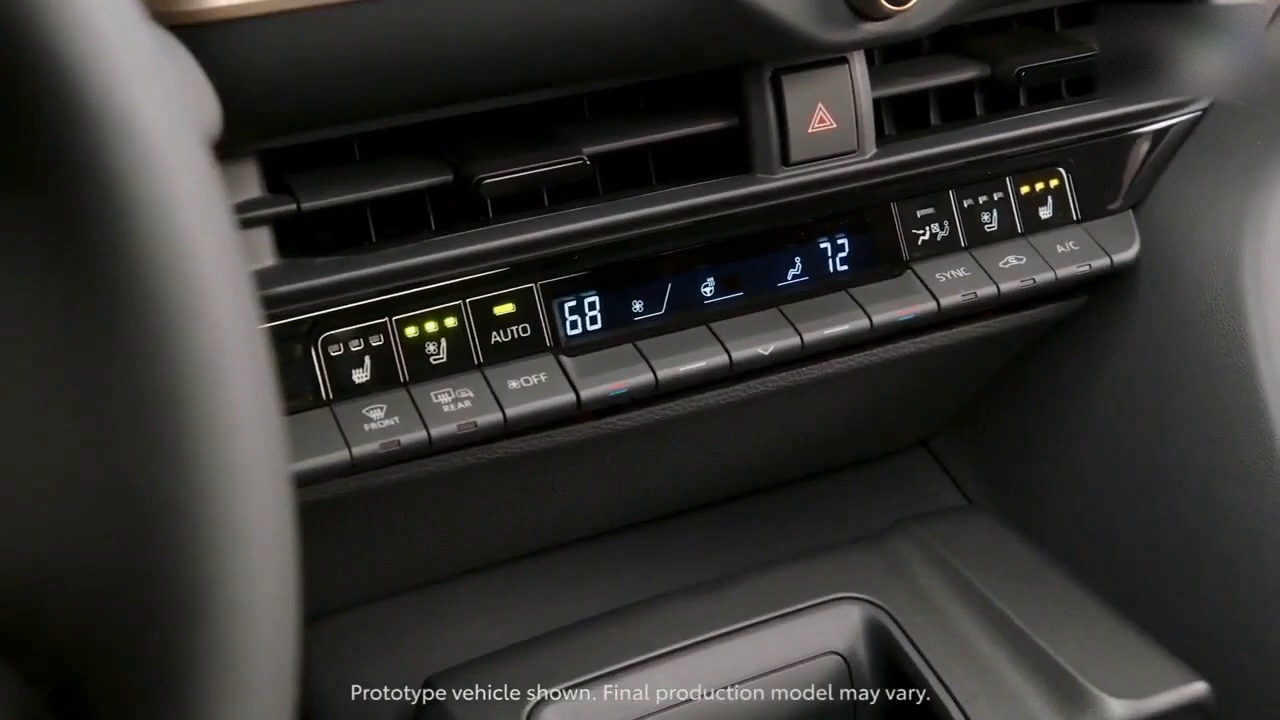 68
72
AUTO
OFF
SYNC
A/C
FRONT
REAR
Prototype vehicle shown. Final production model may vary.